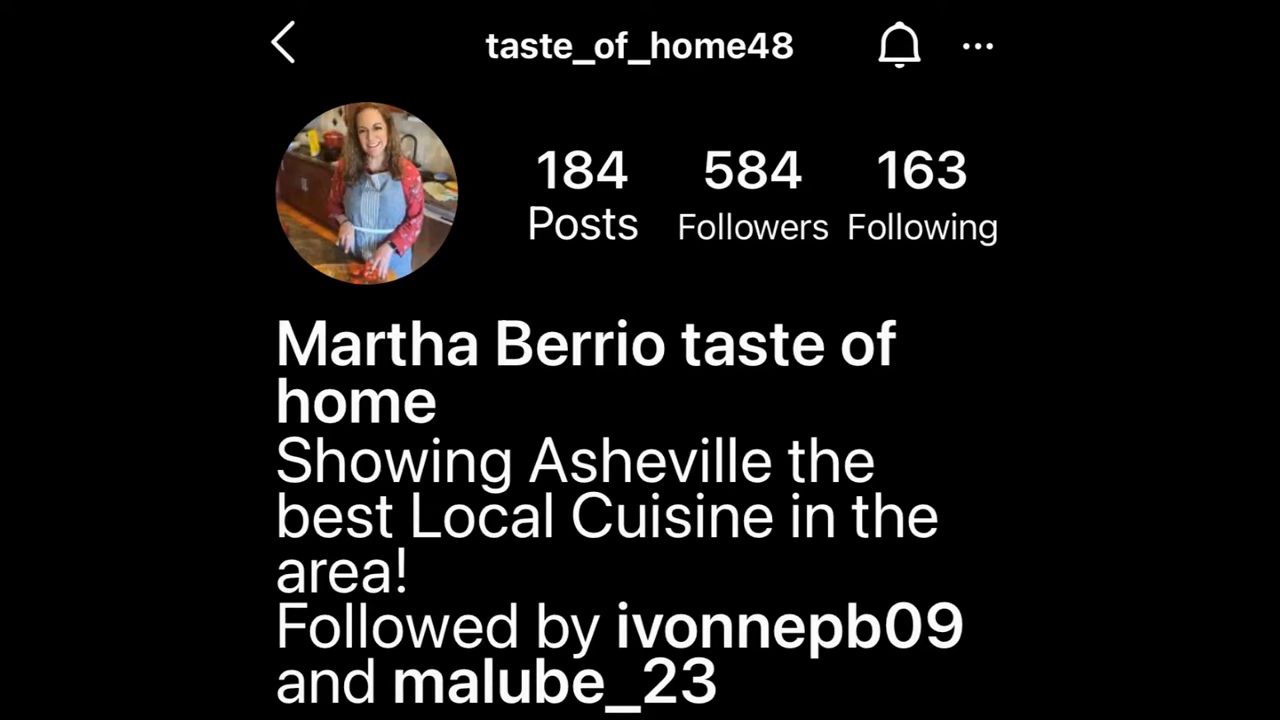 taste_of_home48
184 584 163
Posts Followers Following
Martha Berrio taste of
home
Showing Asheville the
best Local Cuisine in the
area!
Followed by ivonnepb09
and malube_23